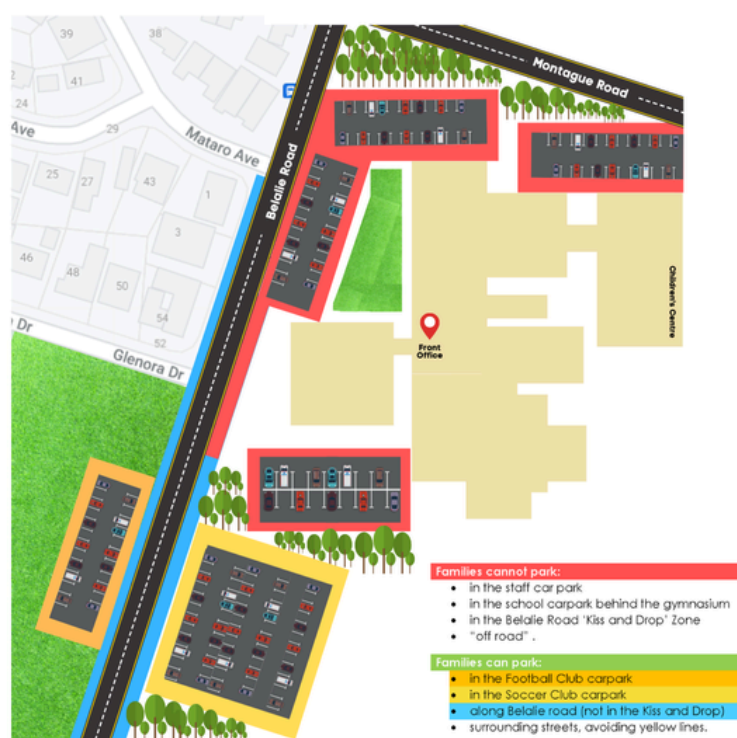 39
38
41
24
29
Ave
Mataro Ave
25
27
43
1
3
46
48
50
54
52
Dr
Glenora Dr
Belalie Road
Montague Road
Children's Centre
Front
Office
Families cannot park:
• in the staff car park
• in the school carpark behind the gymnasium
• in the Belalie Road 'Kiss and Drop' Zone
• "off road" .
Families can park:
• in the Football Club carpark
• in the Soccer Club carpark
• along Belalie road (not in the Kiss and Drop)
• surrounding streets, avoiding yellow lines.